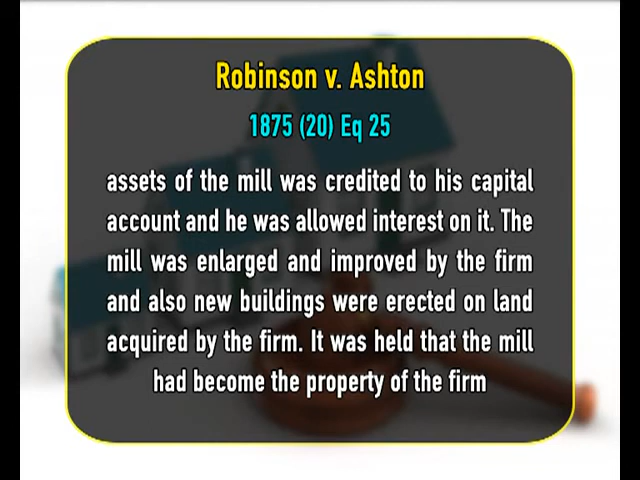 Robinson v. Ashton
1875 (20) Eq 25
assets of the mill was credited to his capital
account and he was allowed interest on it. The
mill was enlarged and improved by the firm
and also new buildings were erected on land
acquired by the firm. It was held that the mill
had become the property of the firm